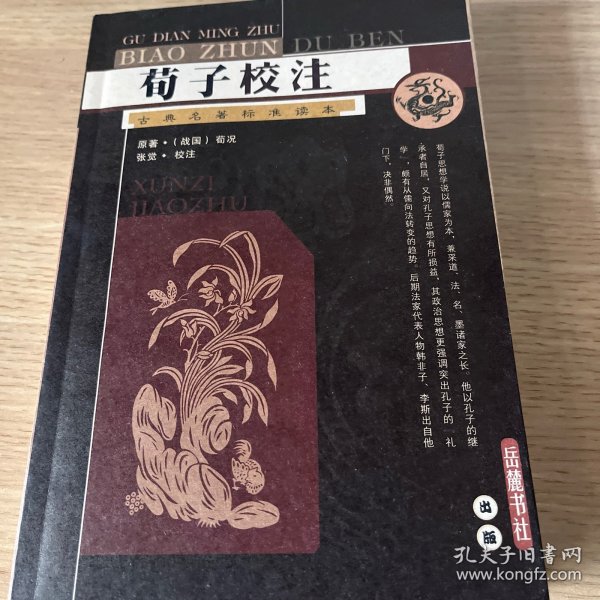 GU DIAN MING ZHU
BIAO ZHUN DU BEN
荀子校注
古典名著标准读本
原著·(战国)荀况
张觉·校注
XUNZI
JIAOZHU
荀子思想学说以儒家为本,兼采道、法、名、墨诸家之长。他以孔子的继
承者自居,又对孔子思想有所损益,其政治思想更强调突出孔子的“礼
学”,颇有从儒向法转变的趋势。后期法家代表人物韩非子、李斯出自他
门下,决非偶然。
岳麓书社
出版
孔夫子旧书网
www.kongfz.com